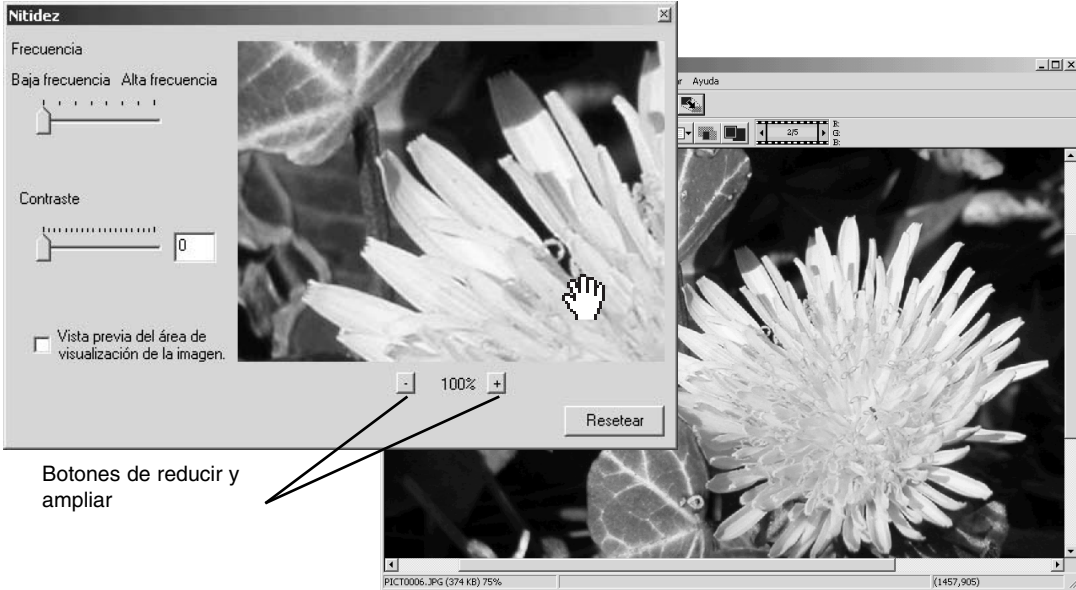 Nitidez
Frecuencia
Baja frecuencia Alta frecuencia
Contraste
0
Vista previa del área de
visualización de la imagen.
- 100% +
Resetear
Botones de reducir y
ampliar
Ayuda
2/5
R:
G:
B:
PICT0006.JPG (374 KB) 75%
(1457,905)